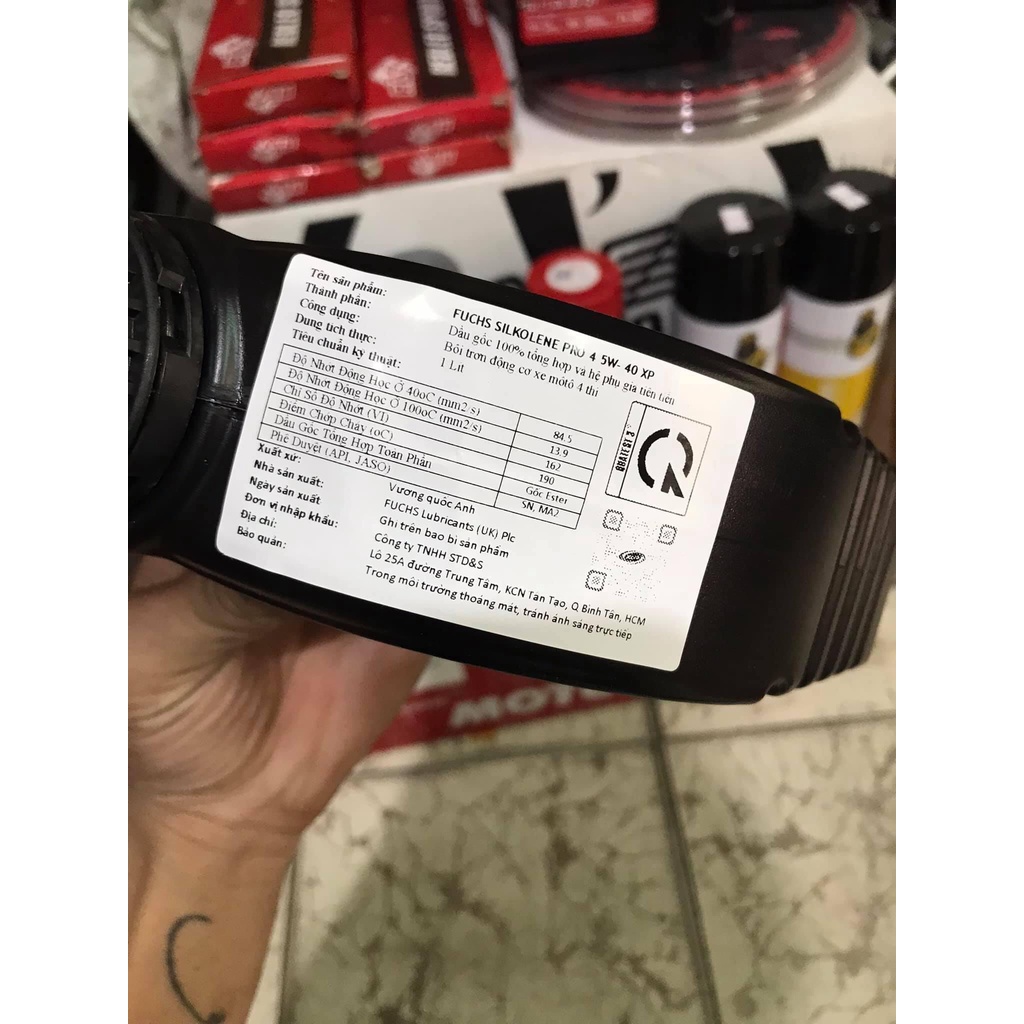 Tên sản phẩm: FUCHS SILKOLENE PRO 4 5W- 40 XP
Thành phần: Dầu gốc 100% tổng hợp và hệ phụ gia tiên tiến
Công dụng: Bôi trơn động cơ xe môtô 4 thì
Dung tích thực: 1 Lít
Tiêu chuẩn kỹ thuật:
Độ Nhớt Động Học Ở 40oC (mm2/s) 84.5
Độ Nhớt Động Học Ở 100oC (mm2/s) 13.9
Chỉ Số Độ Nhớt (VI) 162
Điểm Chớp Cháy (oC) 190
Dầu Gốc Tổng Hợp Toàn Phần Gốc Ester
Phê Duyệt (API, JASO) SN, MA2
Xuất xứ: Vương quốc Anh
Nhà sản xuất: FUCHS Lubricants (UK) Plc
Ngày sản xuất Ghi trên bao bì sản phẩm
Đơn vị nhập khẩu: Công ty TNHH STD&S
Địa chỉ: Lô 25A đường Trung Tâm, KCN Tân Tạo, Q Bình Tân, HCM
Bảo quản: Trong môi trường thoáng mát, tránh ánh sáng trực tiếp
QUATEST 3